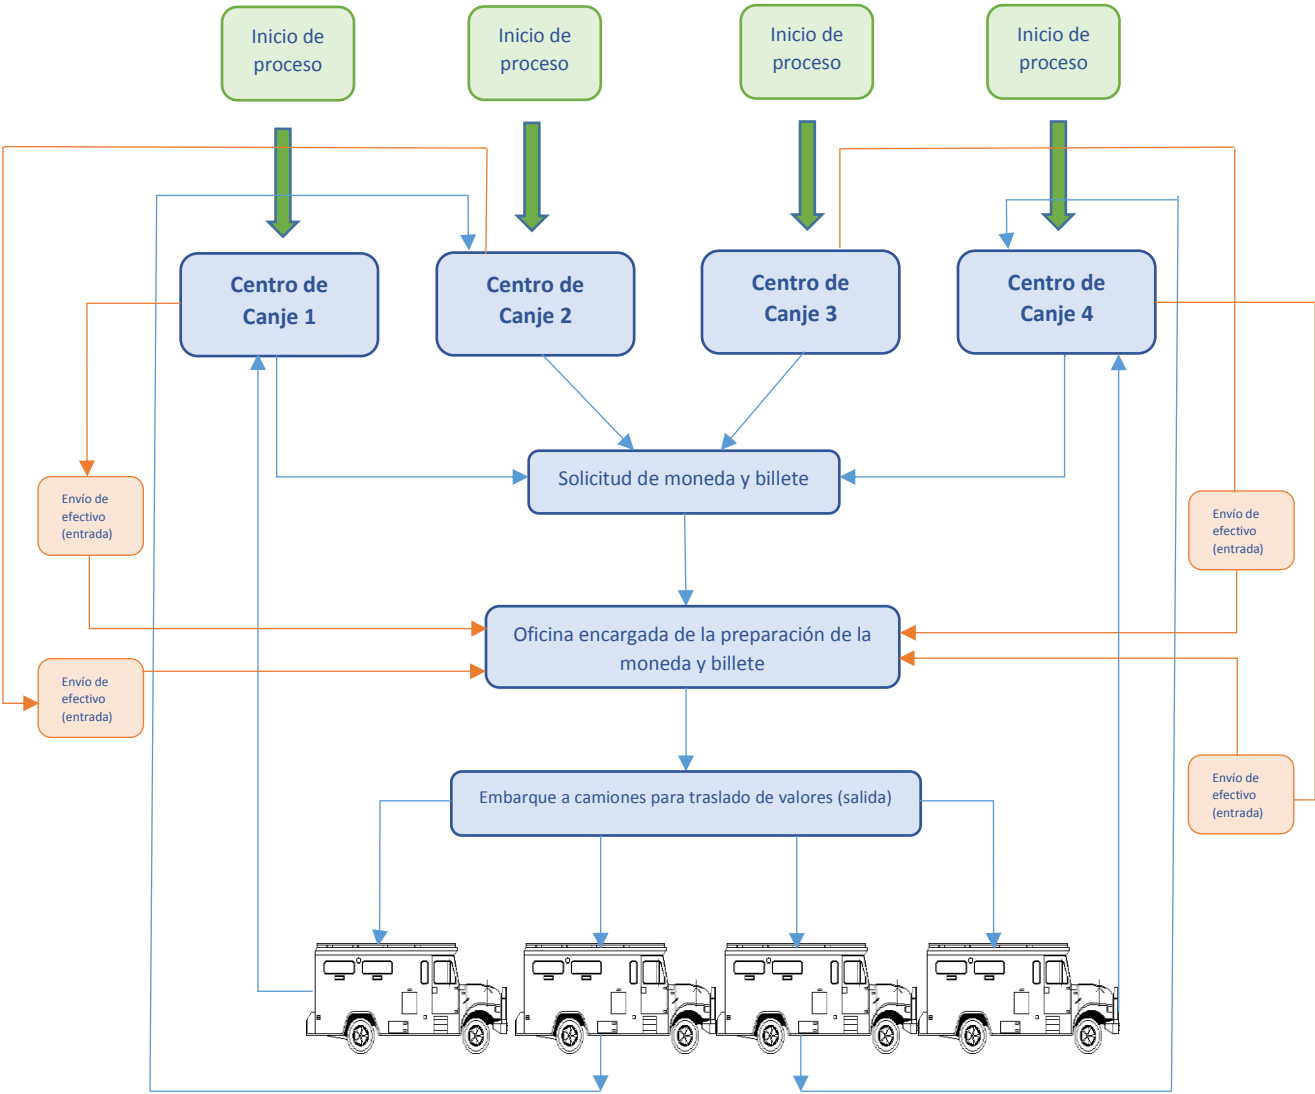 Inicio de
proceso
Inicio de
proceso
Inicio de
proceso
Inicio de
proceso
Centro de
Canje 1
Centro de
Canje 2
Centro de
Canje 3
Centro de
Canje 4
Solicitud de moneda y billete
Envío de
efectivo
(entrada)
Envío de
efectivo
(entrada)
Oficina encargada de la preparación de la
moneda y billete
Envío de
efectivo
(entrada)
Envío de
efectivo
(entrada)
Embarque a camiones para traslado de valores (salida)